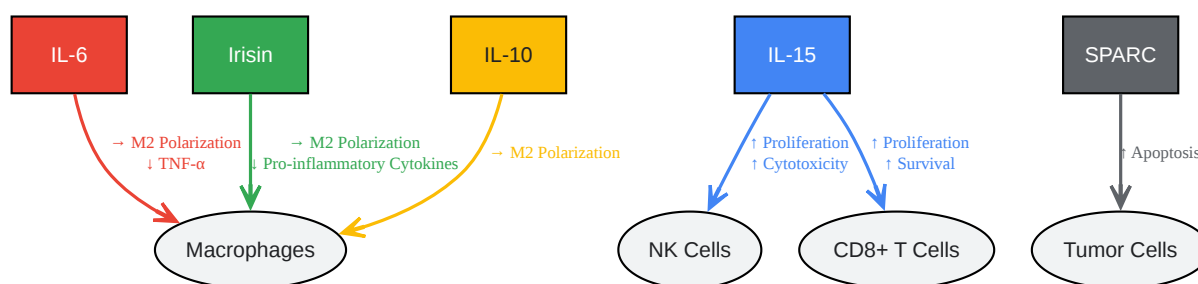 IL-6
Irisin
IL-10
IL-15
SPARC
→ M2 Polarization
↓ TNF-α
→ M2 Polarization
↓ Pro-inflammatory Cytokines
→ M2 Polarization
↑ Proliferation
↑ Cytotoxicity
↑ Proliferation
↑ Survival
↑ Apoptosis
Macrophages
NK Cells
CD8+ T Cells
Tumor Cells